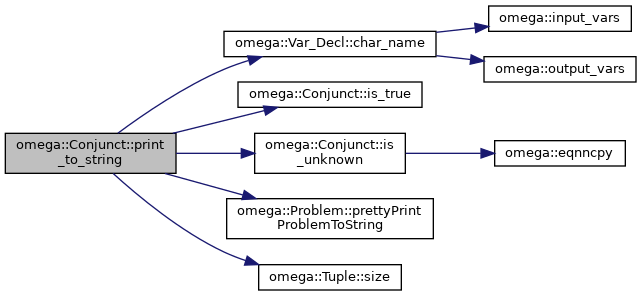 omega::Conjunct::print
_to_string
omega::Var_Decl::char_name
omega::input_vars
omega::output_vars
omega::Conjunct::is_true
omega::Conjunct::is
_unknown
omega::eqnncpy
omega::Problem::prettyPrint
ProblemToString
omega::Tuple::size